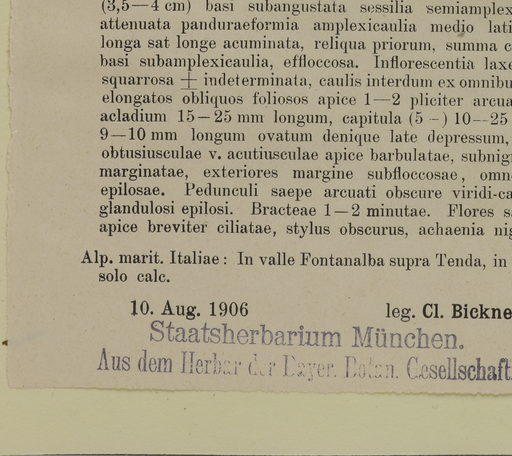 (3,5—4 cm) basi subangustata sessilia semiamplex
attenuata panduraeformia amplexicaulia medio lati
longa sat longe acuminata, reliqua priorum, summa c
basi subamplexicaulia, effloccosa. Inflorescentia laxe
squarrosa ± indeterminata, caulis interdum ex omnibu
elongatos obliquos foliosos apice 1—2 pliciter arcua
acladium 15—25 mm longum, capitula (5 -) 10—25
9—10 mm longum ovatum denique late depressum,
obtusiusculae v. acutiusculae apice barbulatae, subnig
marginatae, exteriores margine subfloccosae, omn
epilosae. Pedunculi saepe arcuati obscure viridi-ca
glandulosi epilosi. Bracteae 1—2 minutae. Flores s
apice breviter ciliatae, stylus obscurus, achaenia nig
Alp. marit. Italiae: In valle Fontanalba supra Tenda, in
solo calc.
10. Aug. 1906 leg. Cl. Bickne
Staatsherbarium München.
Aus dem Herbar der Bayer. Botan. Gesellschaft